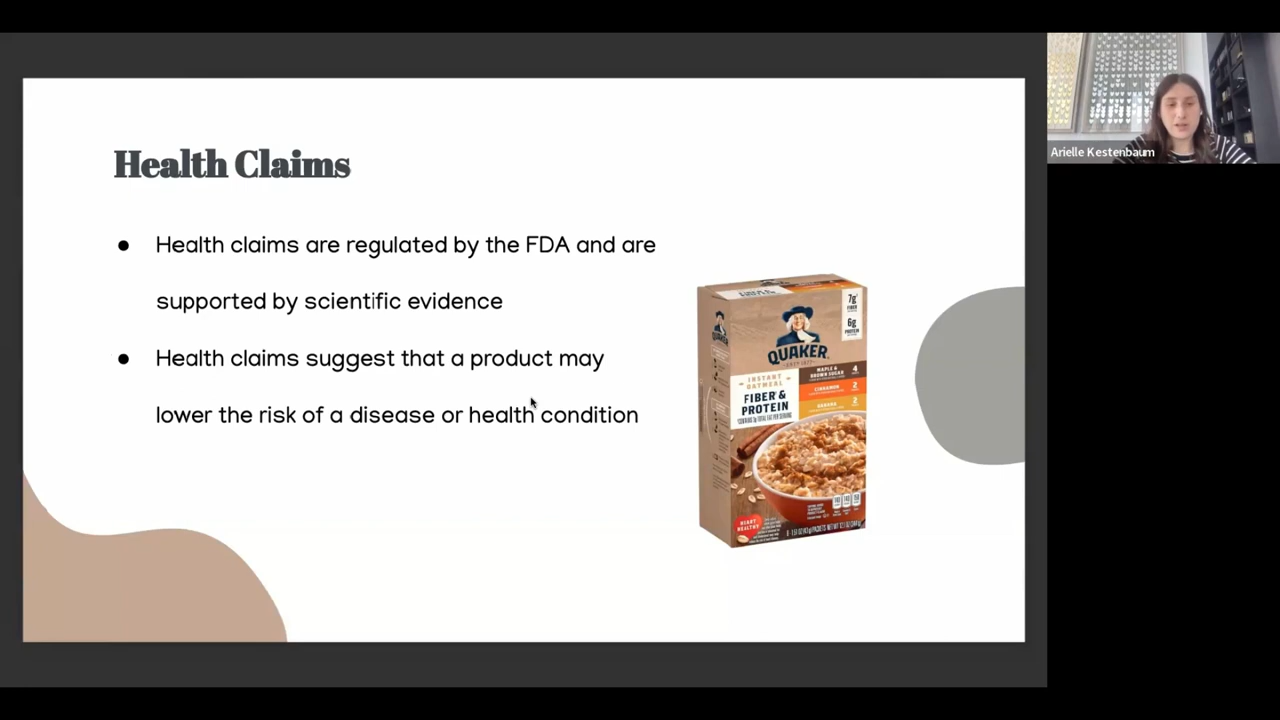 Health Claims
● Health claims are regulated by the FDA and are
supported by scientific evidence
● Health claims suggest that a product may
lower the risk of a disease or health condition
7g
FIBER
6g
PROTEIN
QUAKER
INSTANT
OATMEAL
FIBER &
PROTEIN
MAPLE &
BROWN SUGAR
4
CINNAMON
2
BANANA
2
HEART
HEALTHY
Arielle Kestenbaum